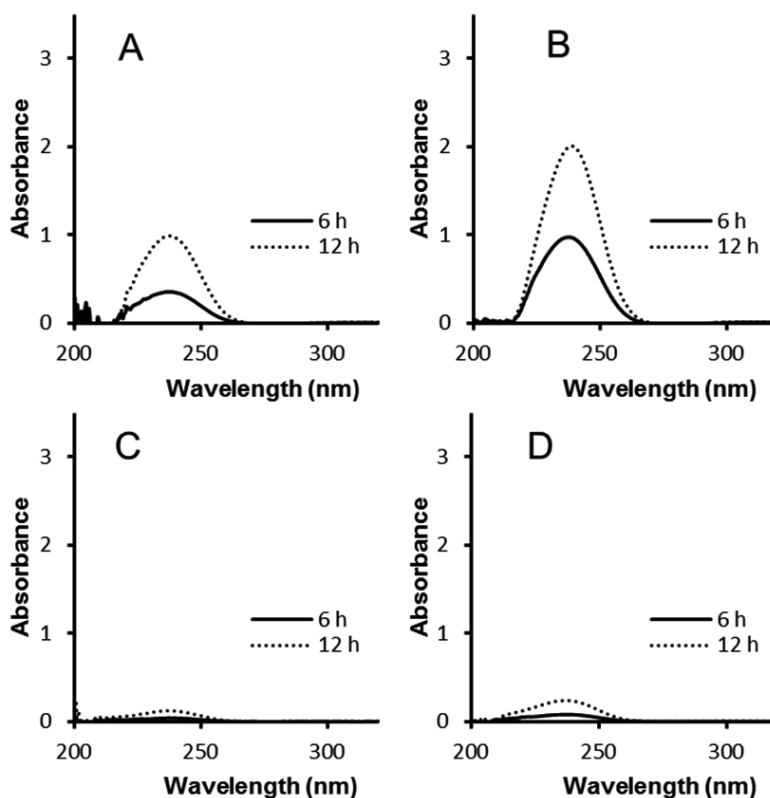 A
Absorbance
3
2
1
0
6 h
12 h
200
250
300
Wavelength (nm)
B
Absorbance
3
2
1
0
6 h
12 h
200
250
300
Wavelength (nm)
C
Absorbance
3
2
1
0
6 h
12 h
200
250
300
Wavelength (nm)
D
Absorbance
3
2
1
0
6 h
12 h
200
250
300
Wavelength (nm)